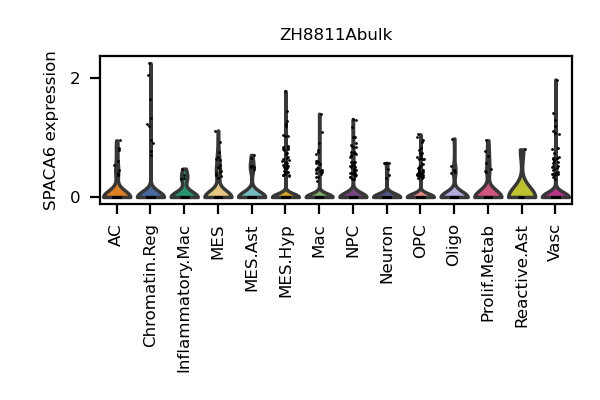 ZH8811Abulk
SPACA6 expression
2
0
AC
Chromatin.Reg
Inflammatory.Mac
MES
MES.Ast
MES.Hyp
Mac
NPC
Neuron
OPC
Oligo
Prolif.Metab
Reactive.Ast
Vasc